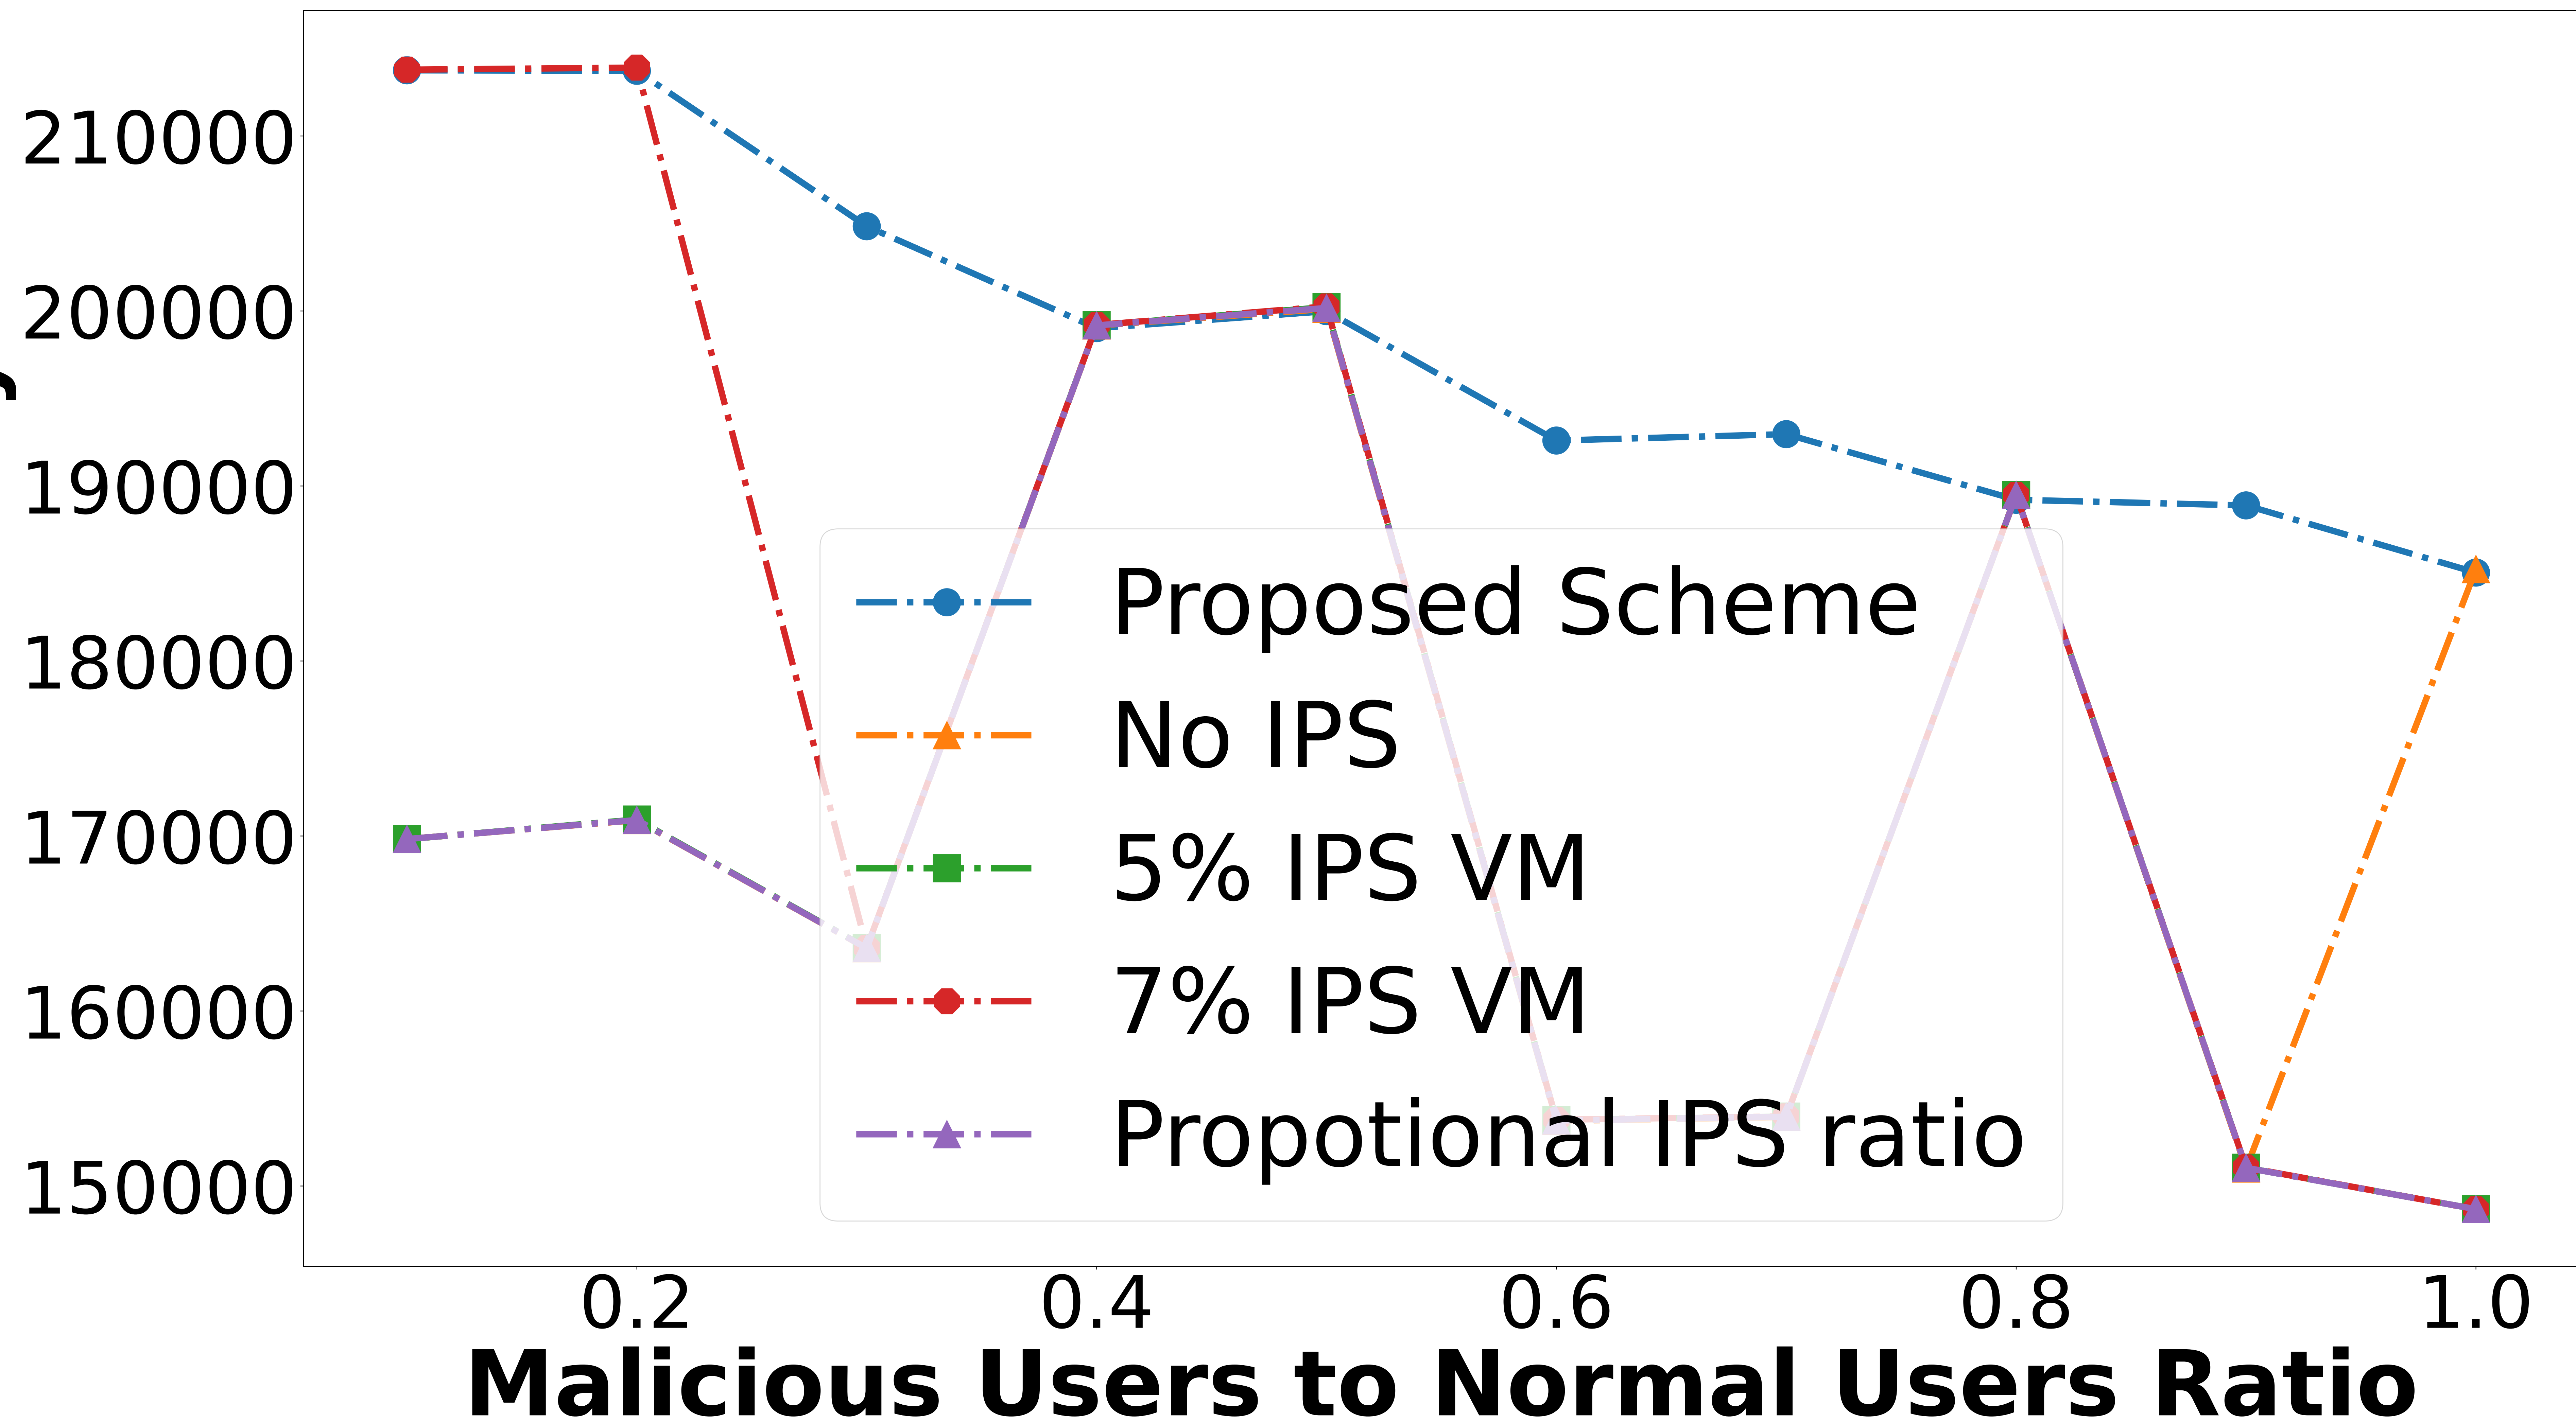 210000
200000
190000
180000
170000
160000
150000
Proposed Scheme
No IPS
5% IPS VM
7% IPS VM
Propotional IPS ratio
0.2 0.4 0.6 0.8 1.0
Malicious Users to Normal Users Ratio